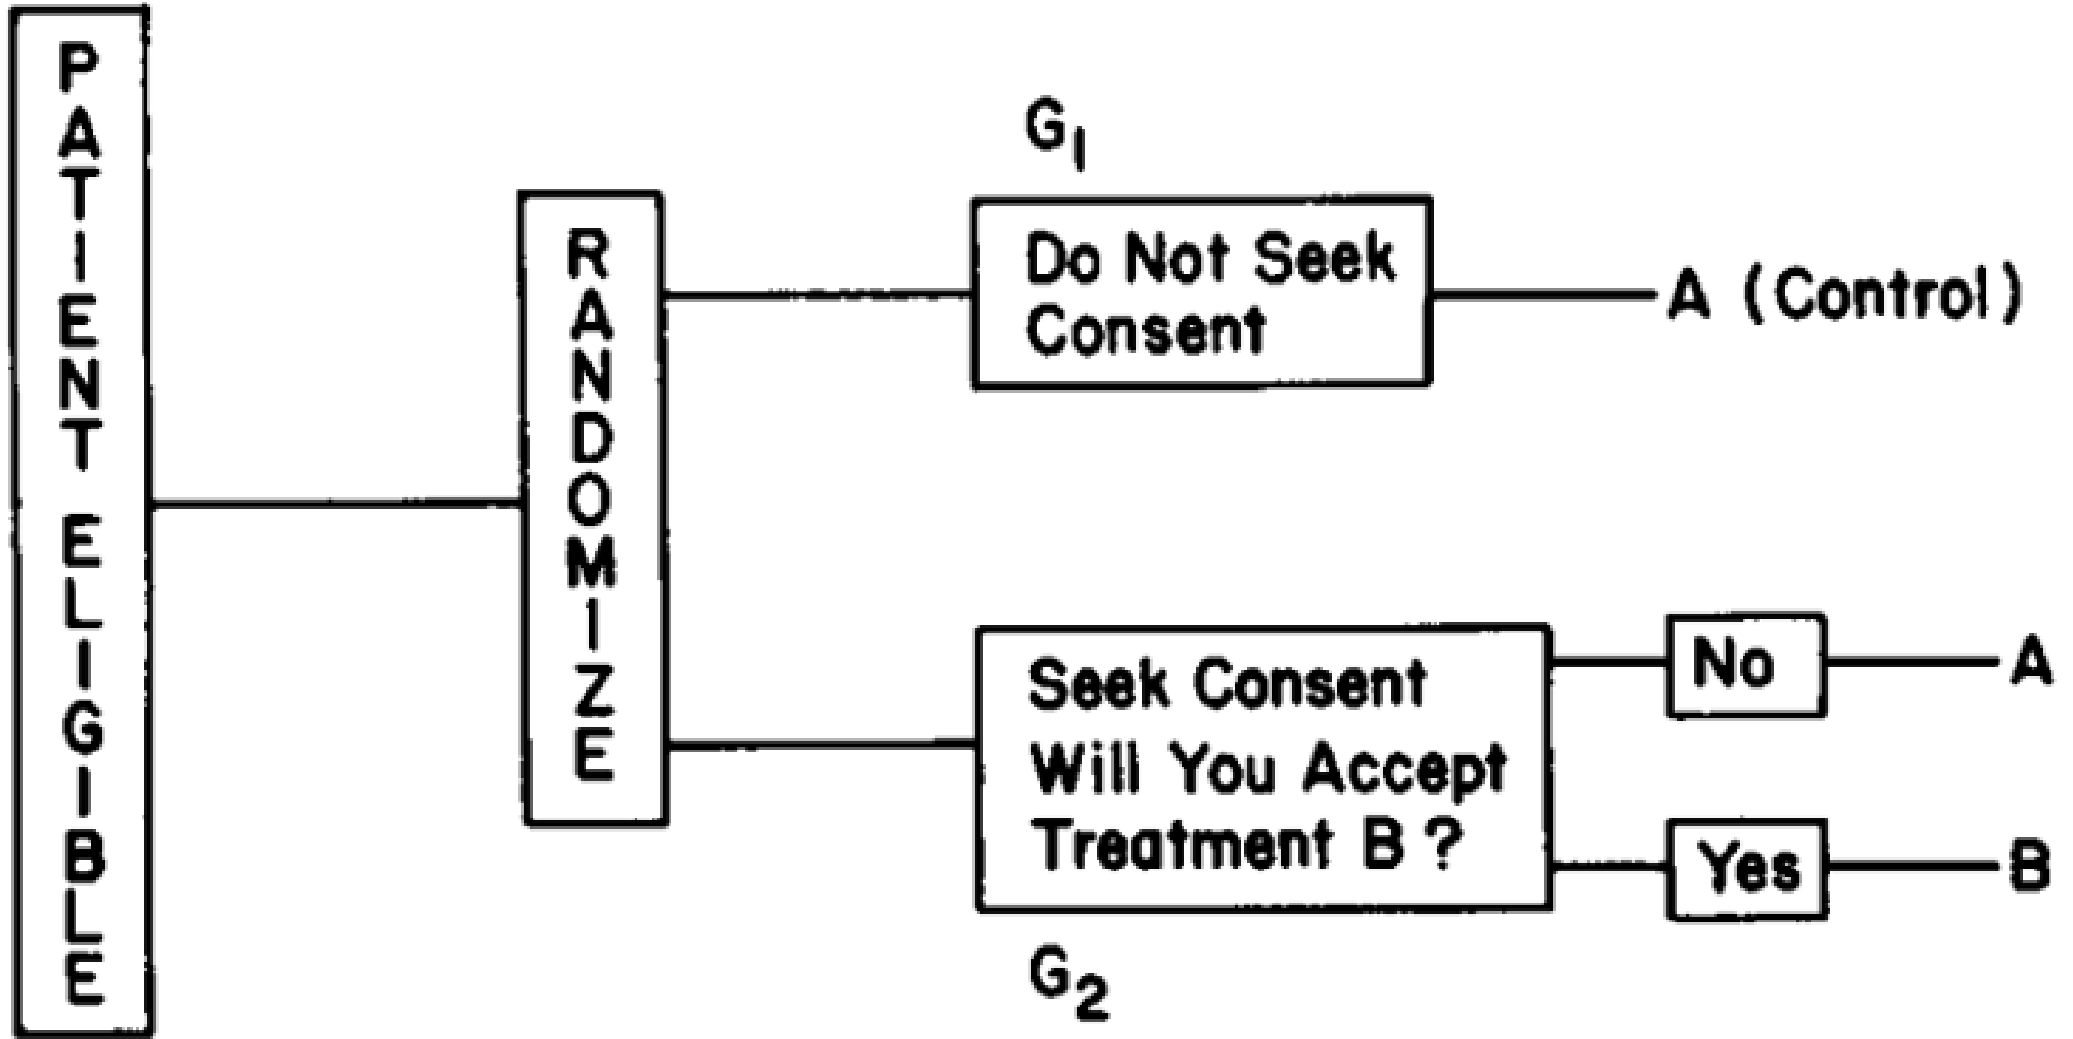 PATIENT ELIGIBLE
RANDOMIZE
G₁
Do Not Seek
Consent
A (Control)
Seek Consent
Will You Accept
Treatment B?
G₂
No
A
Yes
B